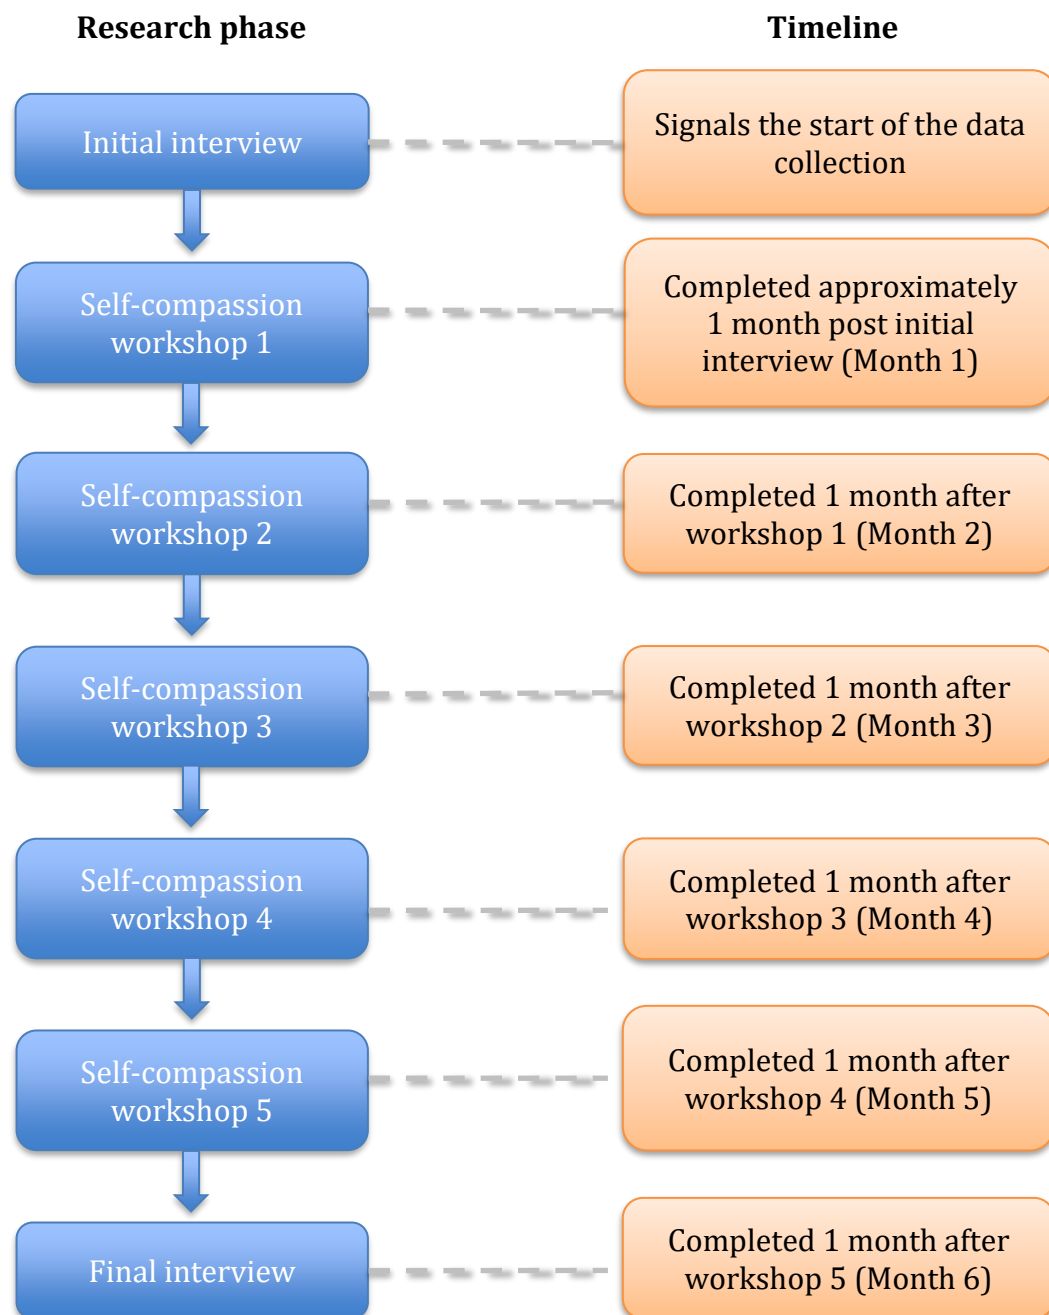 Research phase
Timeline
Initial interview
Signals the start of the data
collection
Self-compassion
workshop 1
Completed approximately
1 month post initial
interview (Month 1)
Self-compassion
workshop 2
Completed 1 month after
workshop 1 (Month 2)
Self-compassion
workshop 3
Completed 1 month after
workshop 2 (Month 3)
Self-compassion
workshop 4
Completed 1 month after
workshop 3 (Month 4)
Self-compassion
workshop 5
Completed 1 month after
workshop 4 (Month 5)
Final interview
Completed 1 month after
workshop 5 (Month 6)